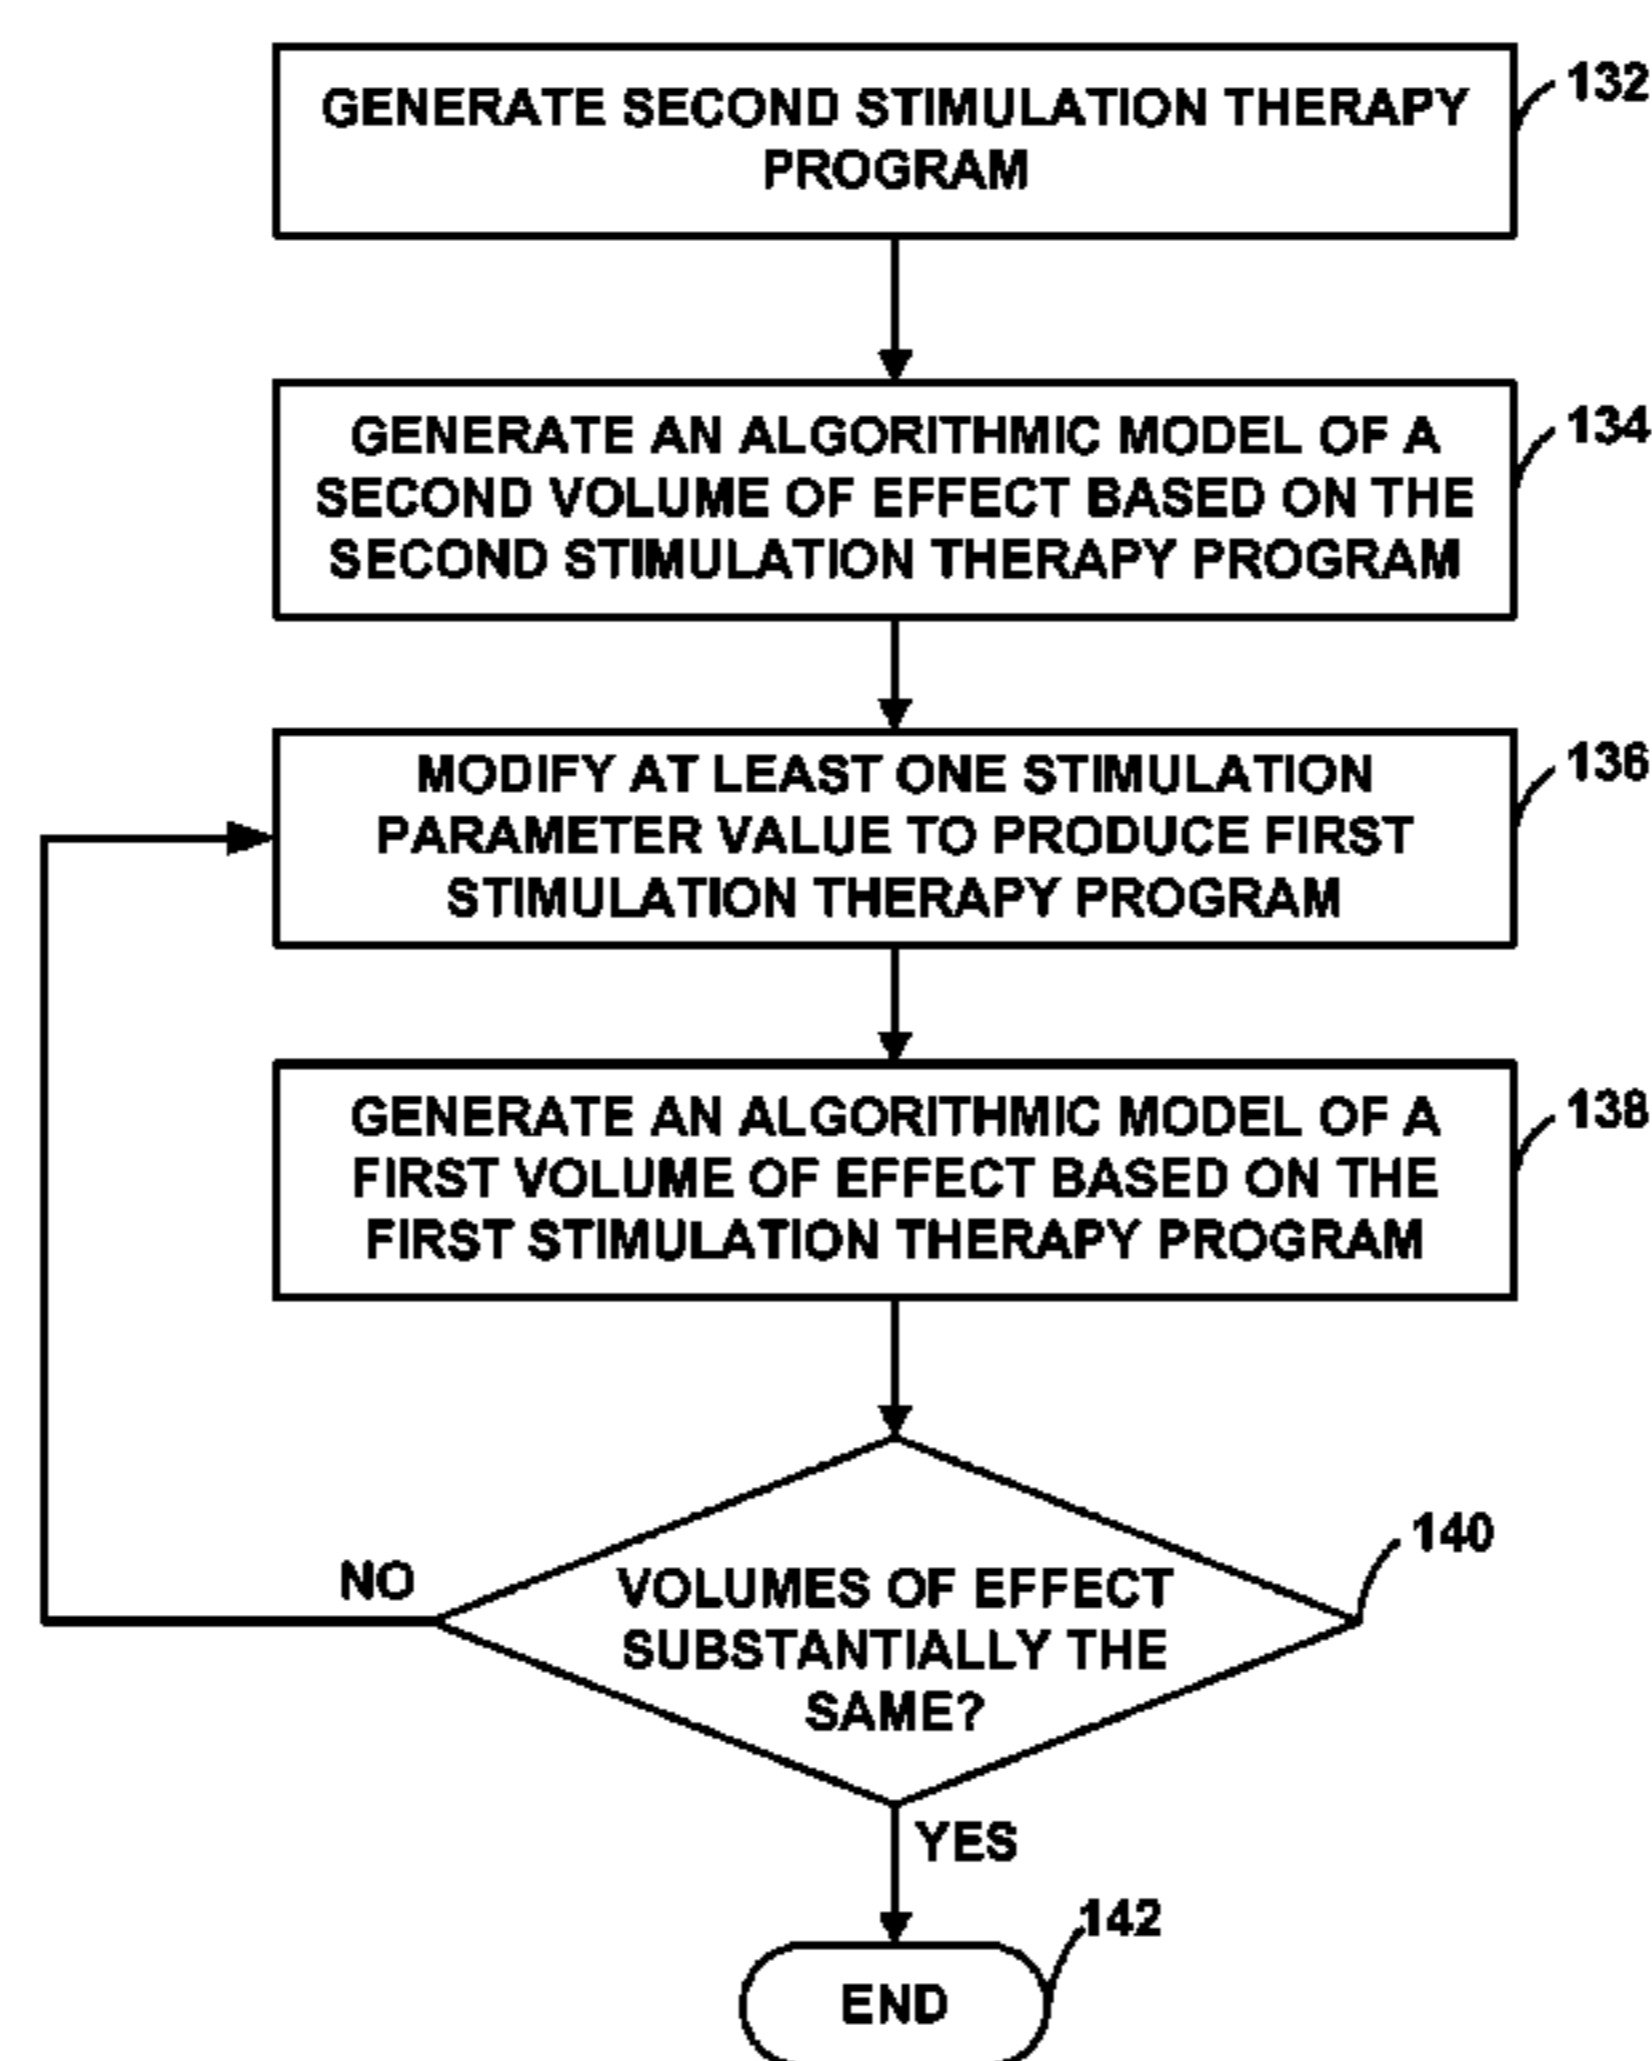 GENERATE SECOND STIMULATION THERAPY
PROGRAM
132
GENERATE AN ALGORITHMIC MODEL OF A
SECOND VOLUME OF EFFECT BASED ON THE
SECOND STIMULATION THERAPY PROGRAM
134
MODIFY AT LEAST ONE STIMULATION
PARAMETER VALUE TO PRODUCE FIRST
STIMULATION THERAPY PROGRAM
136
GENERATE AN ALGORITHMIC MODEL OF A
FIRST VOLUME OF EFFECT BASED ON THE
FIRST STIMULATION THERAPY PROGRAM
138
VOLUMES OF EFFECT
SUBSTANTIALLY THE
SAME?
140
NO
YES
END
142